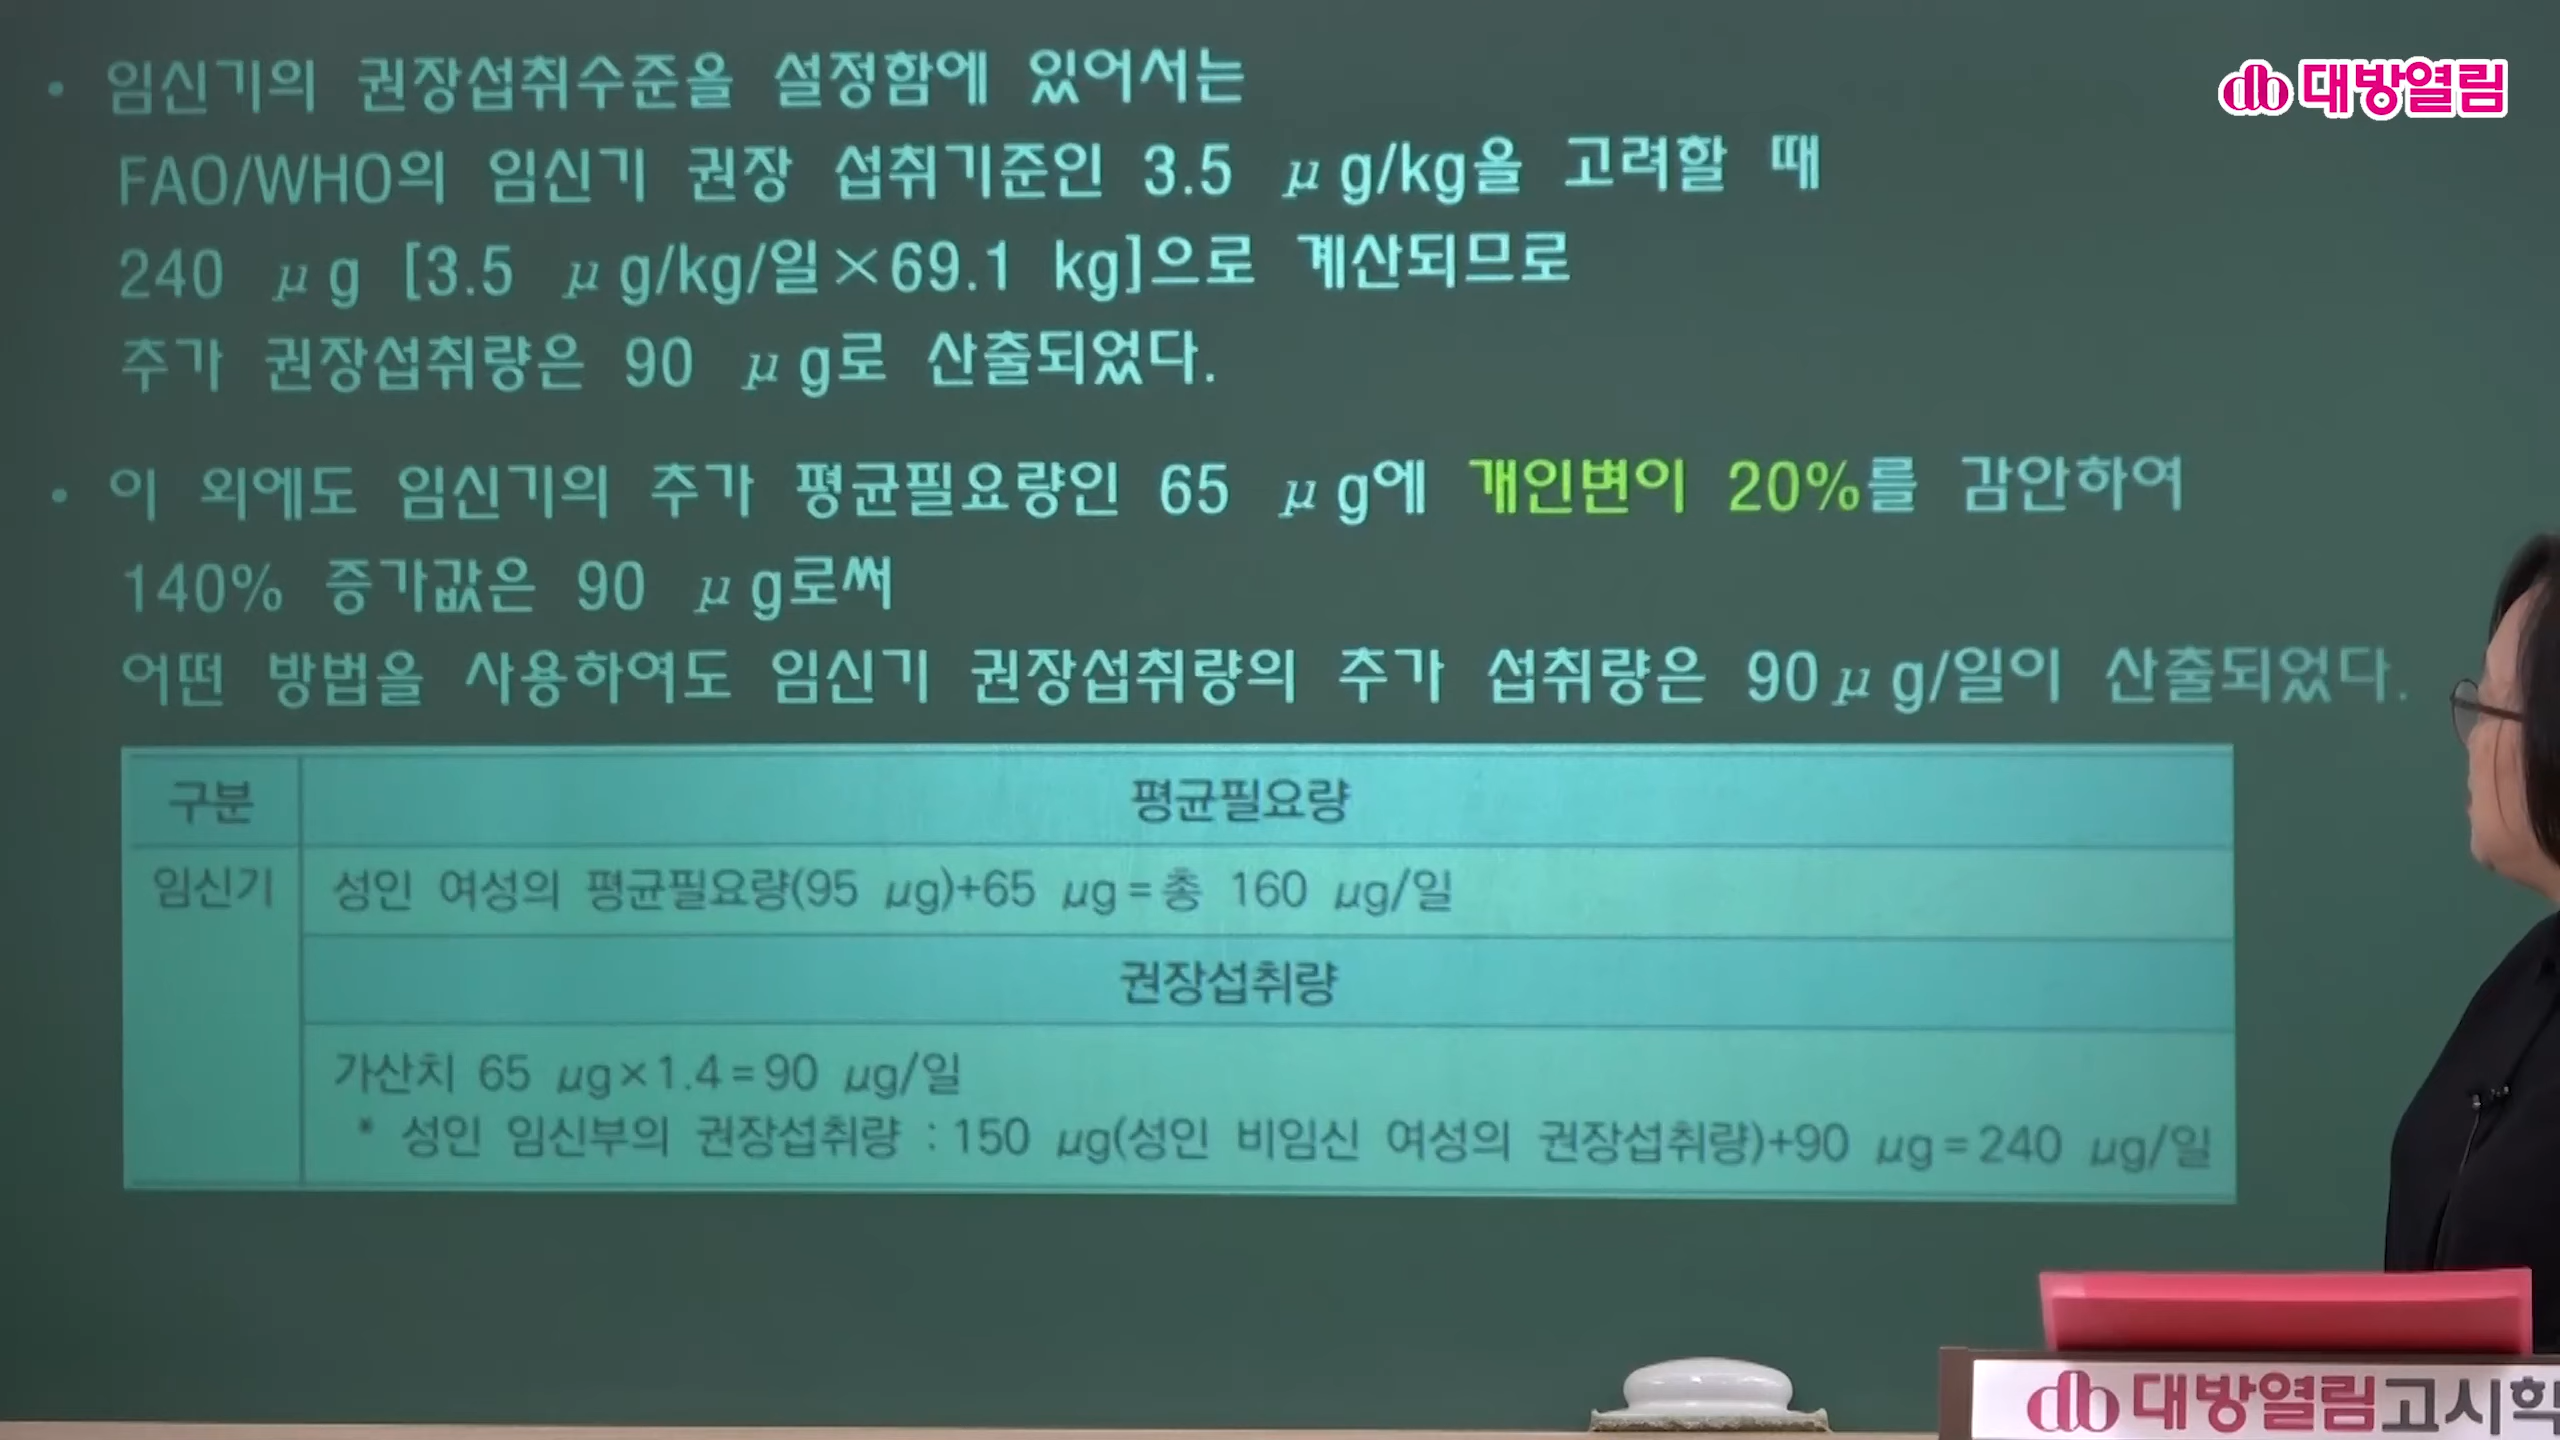 대방열림
• 임신기의 권장섭취수준을 설정함에 있어서는
FAO/WHO의 임신기 권장 섭취기준인 3.5 μg/kg을 고려할 때
240 μg [3.5 μg/kg/일×69.1 kg]으로 계산되므로
추가 권장섭취량은 90 μg로 산출되었다.
• 이 외에도 임신기의 추가 평균필요량인 65 μg에 개인변이 20%를 감안하여
140% 증가값은 90 μg로써
어떤 방법을 사용하여도 임신기 권장섭취량의 추가 섭취량은 90μg/일이 산출되었다.
구분 평균필요량
임신기 성인 여성의 평균필요량(95 μg)+65 μg=총 160 μg/일
권장섭취량
가산치 65 μg×1.4=90 μg/일
* 성인 임신부의 권장섭취량 : 150 μg(성인 비임신 여성의 권장섭취량)+90 μg=240 μg/일
대방열림고시학